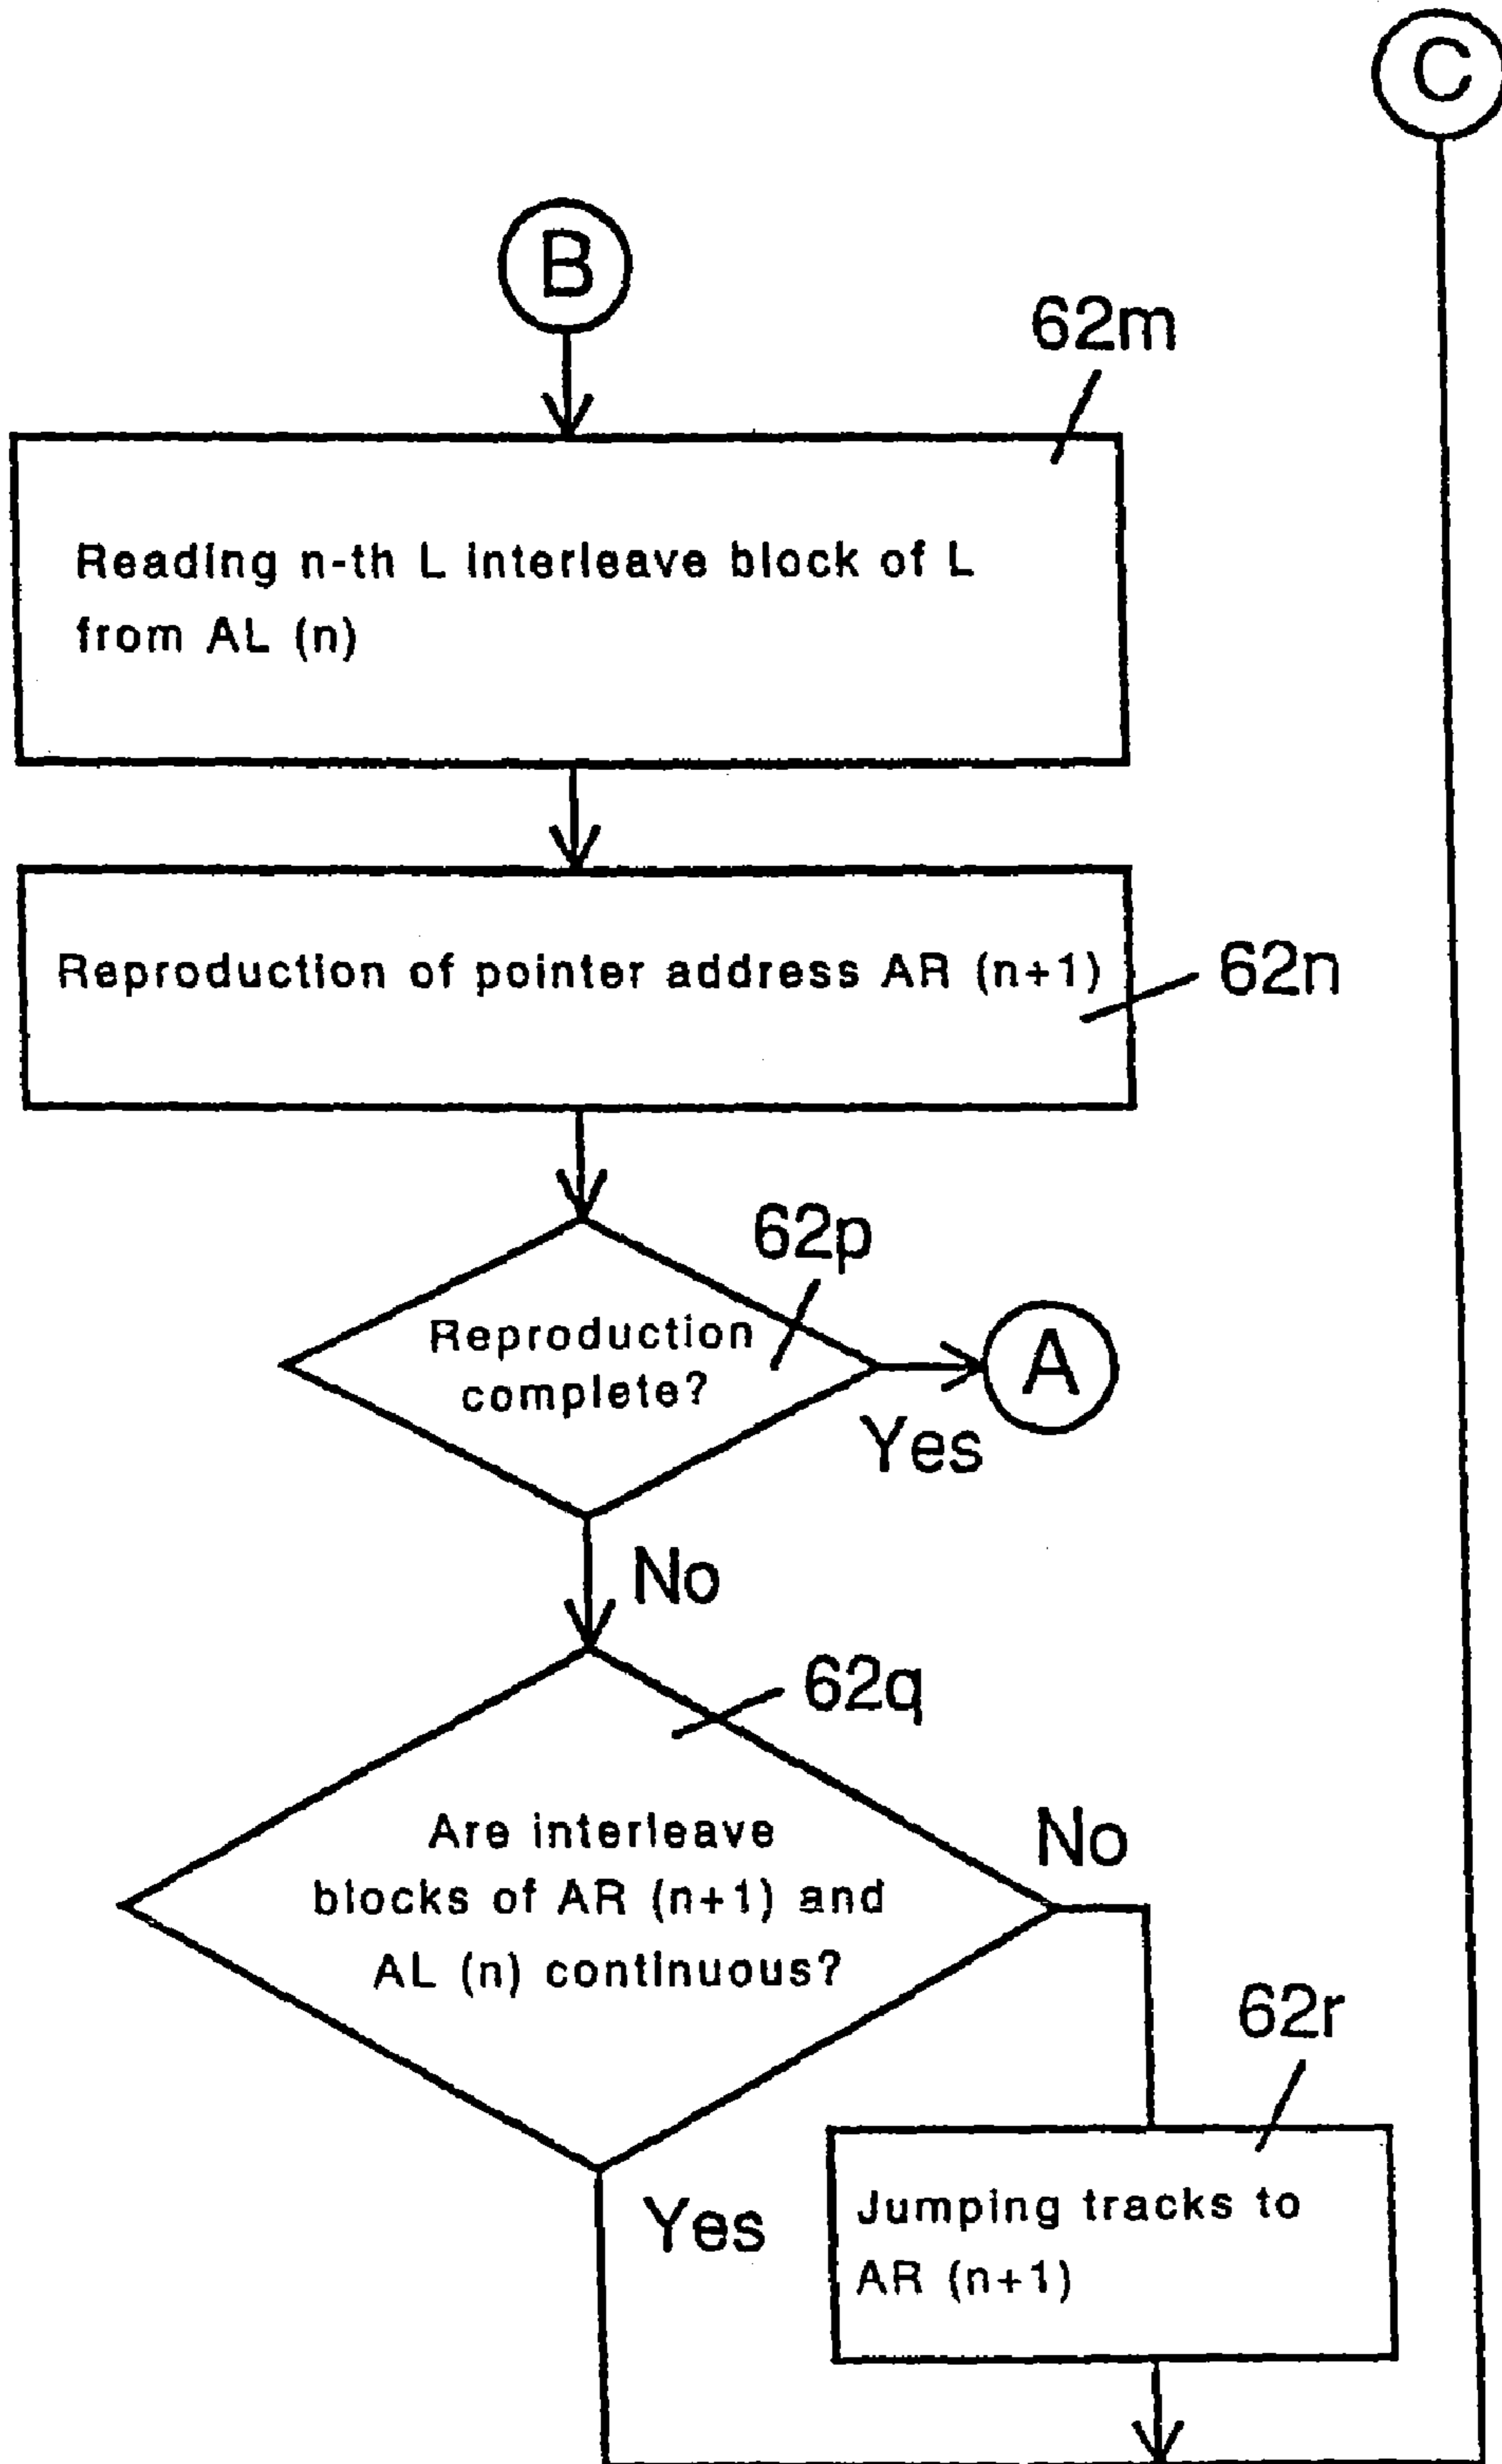 C
B
62m
Reading n-th L interleave block of L
from AL (n)
Reproduction of pointer address AR (n+1)
62n
62p
Reproduction
complete?
A
Yes
No
62q
Are interleave
blocks of AR (n+1) and
AL (n) continuous?
No
62r
Yes
Jumping tracks to
AR (n+1)